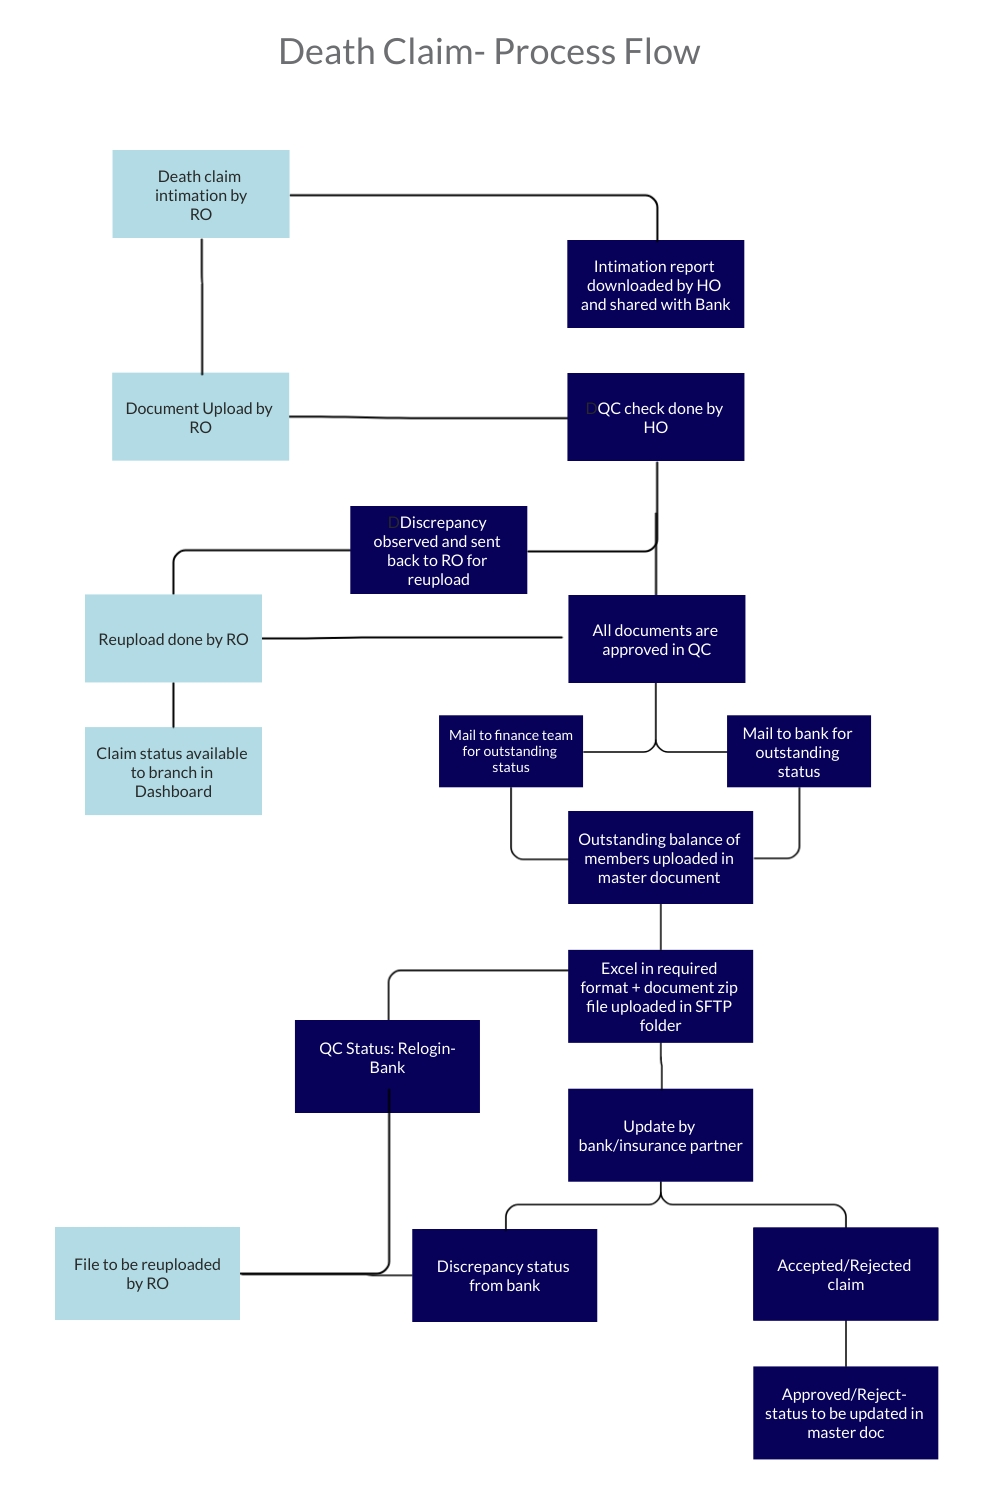 Death Claim- Process Flow
Death claim
intimation by
RO
Intimation report
downloaded by HO
and shared with Bank
Document Upload by
RO
DQC check done by
HO
DDiscrepancy
observed and sent
back to RO for
reupload
Reupload done by RO
All documents are
approved in QC
Claim status available
to branch in
Dashboard
Mail to finance team
for outstanding
status
Mail to bank for
outstanding
status
Outstanding balance of
members uploaded in
master document
Excel in required
format + document zip
file uploaded in SFTP
folder
QC Status: Relogin-
Bank
Update by
bank/insurance partner
File to be reuploaded
by RO
Discrepancy status
from bank
Accepted/Rejected
claim
Approved/Reject-
status to be updated in
master doc